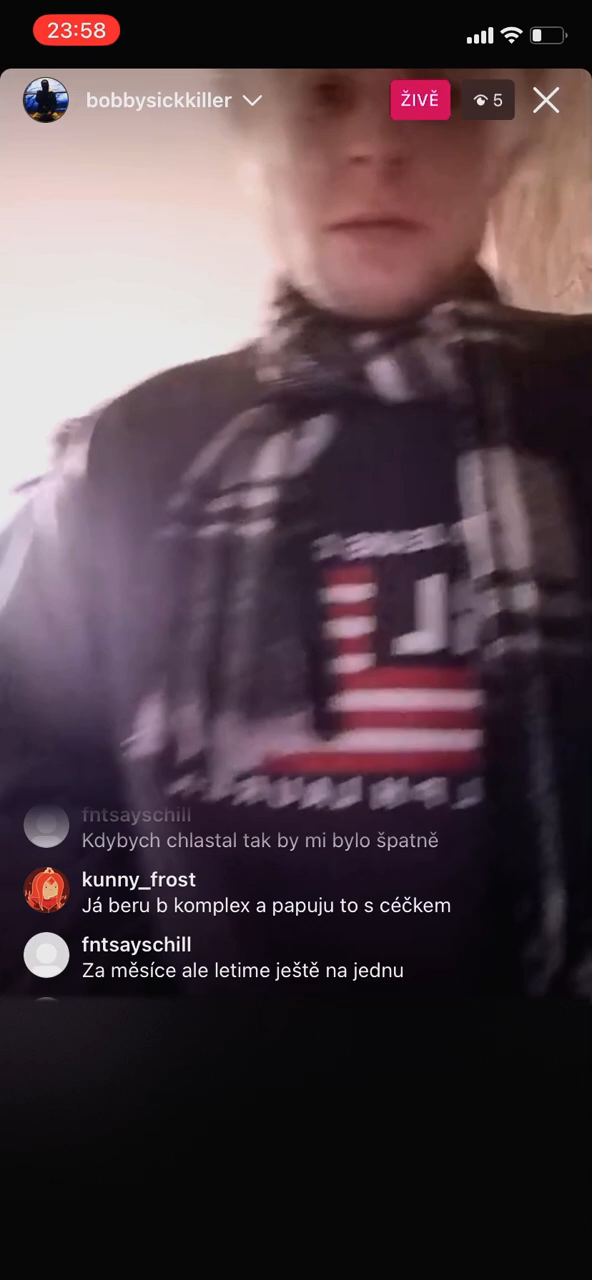 23:58
bobbysickkiller
ŽIVĚ
5
fntsayschill
Kdybych chlastal tak by mi bylo špatně
kunny_frost
Já beru b komplex a papuju to s céčkem
fntsayschill
Za měsíce ale letime ještě na jednu